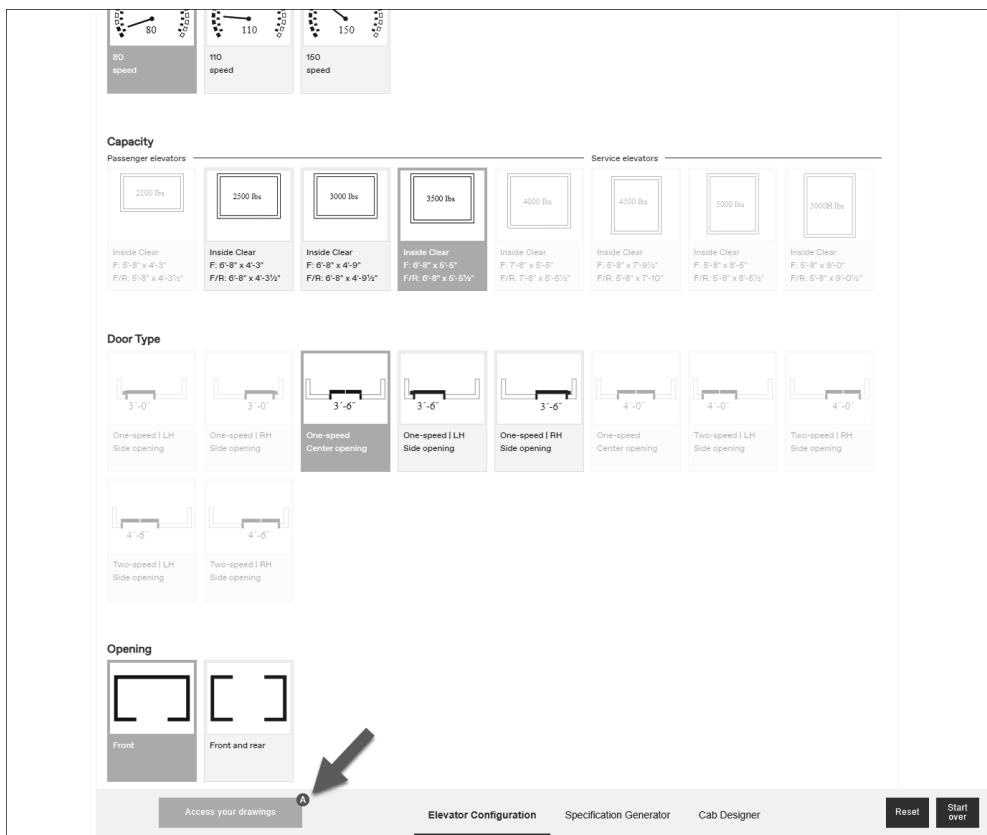 80
110
150
80
speed
110
speed
150
speed
Capacity
Passenger elevators
Service elevators
2100 lbs
2500 lbs
3000 lbs
3500 lbs
4000 lbs
4500 lbs
5000 lbs
5000H lbs
Inside Clear
F: 5'-8" x 4'-3"
F/R: 5'-8" x 4'-3½"
Inside Clear
F: 6'-8" x 4'-3"
F/R: 6'-8" x 4'-3½"
Inside Clear
F: 6'-8" x 4'-9"
F/R: 6'-8" x 4'-9½"
Inside Clear
F: 6'-8" x 5'-5"
F/R: 6'-8" x 5'-5½"
Inside Clear
F: 7'-8" x 5'-5"
F/R: 7'-8" x 5'-5½"
Inside Clear
F: 5'-8" x 7'-9½"
F/R: 5'-8" x 7'-10"
Inside Clear
F: 5'-8" x 8'-5"
F/R: 5'-8" x 8'-5½"
Inside Clear
F: 5'-8" x 9'-0"
F/R: 5'-8" x 9'-0½"
Door Type
3´-0˝
3´-0˝
3´-6˝
3´-6˝
3´-6˝
4´-0˝
4´-0˝
4´-0˝
One-speed | LH
Side opening
One-speed | RH
Side opening
One-speed
Center opening
One-speed | LH
Side opening
One-speed | RH
Side opening
One-speed
Center opening
Two-speed | LH
Side opening
Two-speed | RH
Side opening
4´-6˝
4´-6˝
Two-speed | LH
Side opening
Two-speed | RH
Side opening
Opening
Front
Front and rear
Access your drawings
A
Elevator Configuration
Specification Generator
Cab Designer
Reset
Start
over